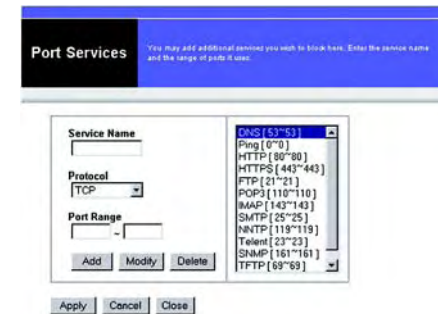 Port Services
You may add additional services you wish to block here. Enter the service name
and the range of ports it uses.
Service Name
Protocol
TCP
Port Range
~
Add
Modify
Delete
DNS [ 53~53 ]
Ping [ 0~0 ]
HTTP [ 80~80 ]
HTTPS [ 443~443 ]
FTP [ 21~21 ]
POP3 [ 110~110 ]
IMAP [ 143~143 ]
SMTP [ 25~25 ]
NNTP [ 119~119 ]
Telent [ 23~23 ]
SNMP [ 161~161 ]
TFTP [ 69~69 ]
Apply
Cancel
Close